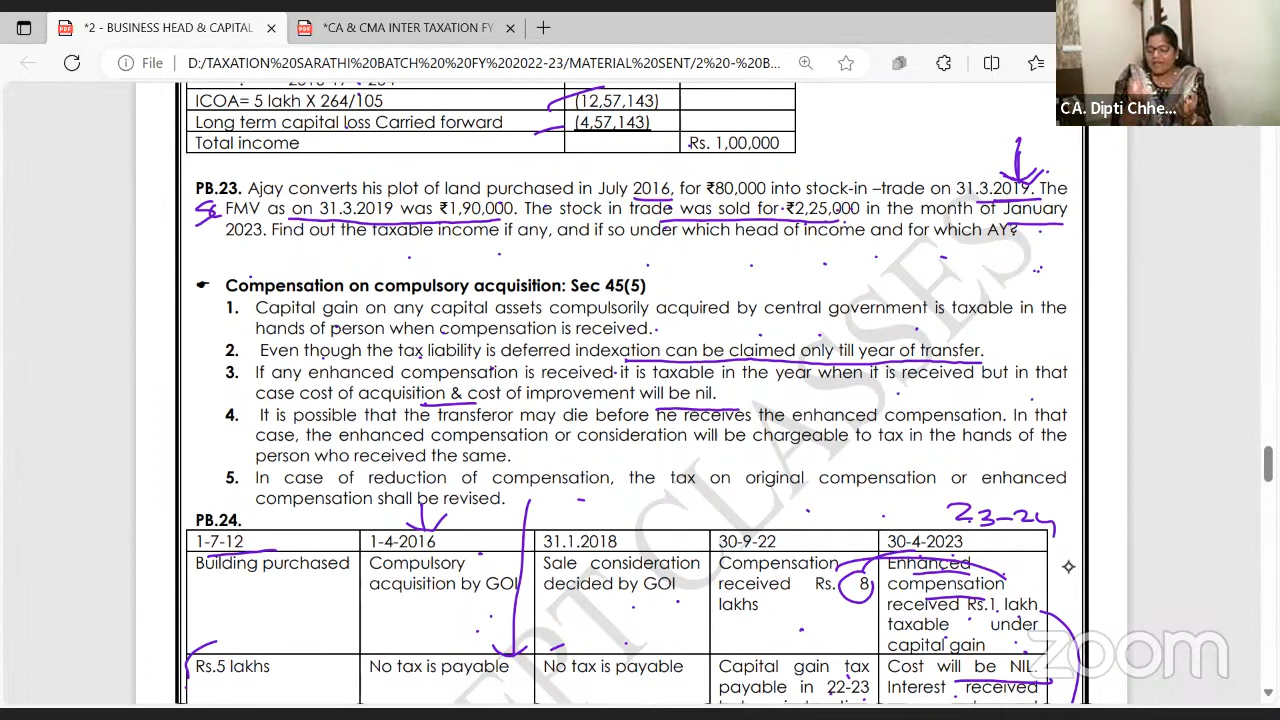 *2 - BUSINESS HEAD & CAPITAL
*CA & CMA INTER TAXATION FY
File
D:/TAXATION%20SARATHI%20BATCH%20%20FY%202022-23/MATERIAL%20SENT/2%20-%20B...
C A. Dipti Chhe...
ICOA= 5 lakh X 264/105 (12,57,143)
Long term capital loss Carried forward (4,57,143)
Total income Rs. 1,00,000
PB.23. Ajay converts his plot of land purchased in July 2016, for ₹80,000 into stock-in –trade on 31.3.2019. The
FMV as on 31.3.2019 was ₹1,90,000. The stock in trade was sold for ₹2,25,000 in the month of January
2023. Find out the taxable income if any, and if so under which head of income and for which AY?
Compensation on compulsory acquisition: Sec 45(5)
1. Capital gain on any capital assets compulsorily acquired by central government is taxable in the
hands of person when compensation is received.
2. Even though the tax liability is deferred indexation can be claimed only till year of transfer.
3. If any enhanced compensation is received it is taxable in the year when it is received but in that
case cost of acquisition & cost of improvement will be nil.
4. It is possible that the transferor may die before he receives the enhanced compensation. In that
case, the enhanced compensation or consideration will be chargeable to tax in the hands of the
person who received the same.
5. In case of reduction of compensation, the tax on original compensation or enhanced
compensation shall be revised.
PB.24.
23-24
1-7-12 1-4-2016 31.1.2018 30-9-22 30-4-2023
Building purchased Compulsory Sale consideration Compensation Enhanced
acquisition by GOI decided by GOI received Rs. 8 compensation
lakhs received Rs.1 lakh
taxable under
capital gain
Rs.5 lakhs No tax is payable No tax is payable Capital gain tax Cost will be NIL.
payable in 22-23 Interest received
SEPT CLASSES
zoom